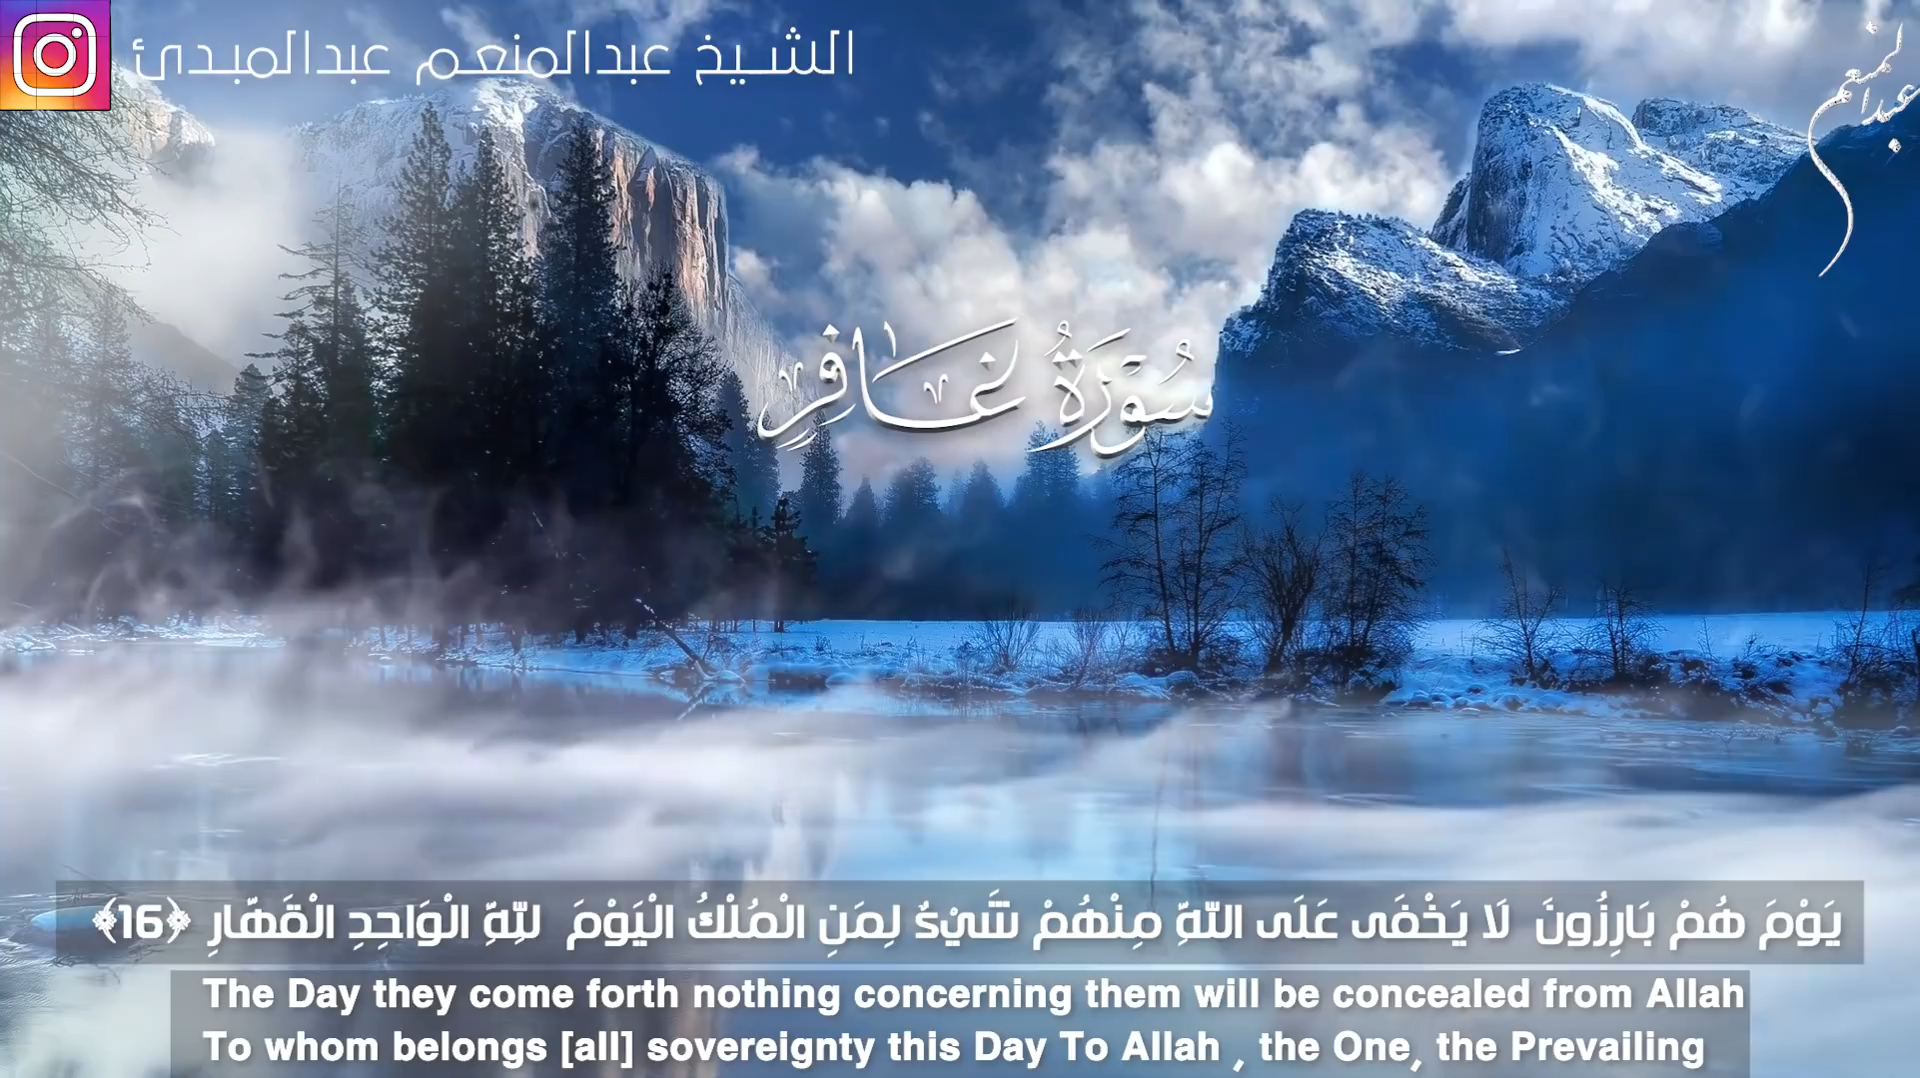 الشيخ عبدالمنعم عبدالمبدئ
عبدالمنعم
سُورَةُ غَافِرٍ
يَوْمَ هُمْ بَارِزُونَ لَا يَخْفَى عَلَى اللَّهِ مِنْهُمْ شَيْءٌ لِمَنِ الْمُلْكُ الْيَوْمَ لِلَّهِ الْوَاحِدِ الْقَهَّارِ ﴿16﴾
The Day they come forth nothing concerning them will be concealed from Allah
To whom belongs [all] sovereignty this Day To Allah , the One, the Prevailing